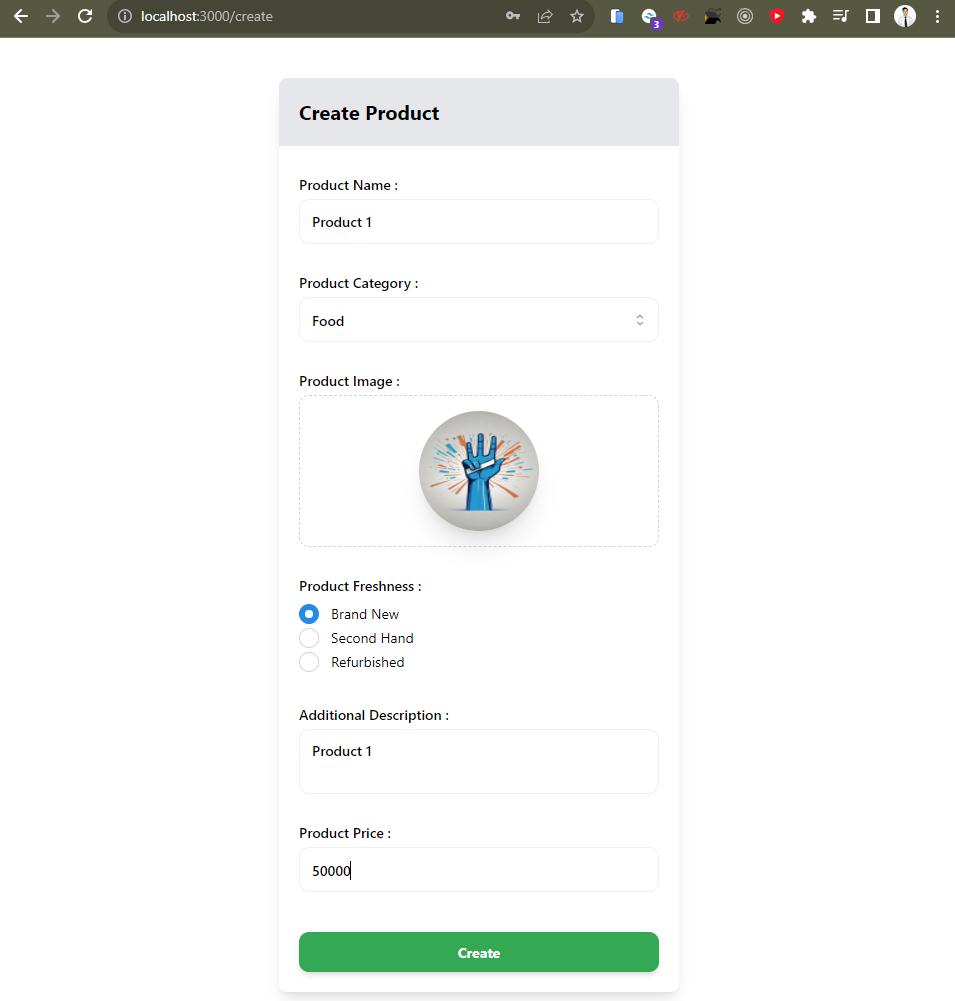 localhost:3000/create
3
Create Product
Product Name :
Product 1
Product Category :
Food
Product Image :
Product Freshness :
Brand New
Second Hand
Refurbished
Additional Description :
Product 1
Product Price :
50000
Create